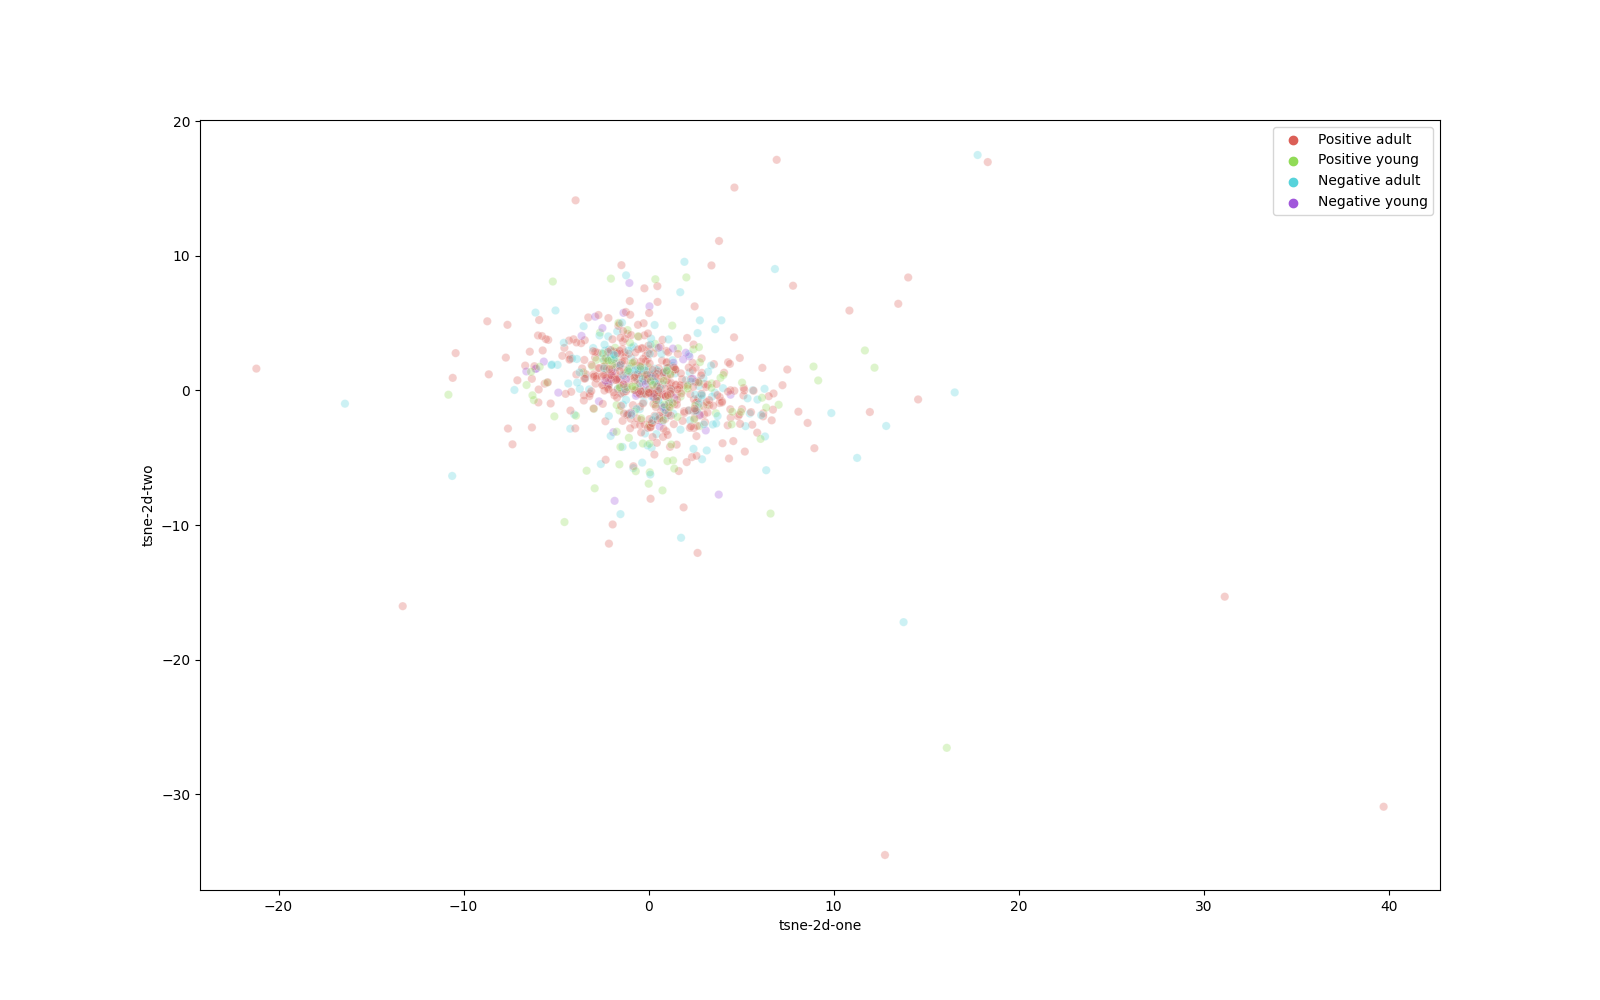 20
10
0
−10
−20
−30
tsne-2d-two
Positive adult
Positive young
Negative adult
Negative young
−20
−10
0
10
20
30
40
tsne-2d-one